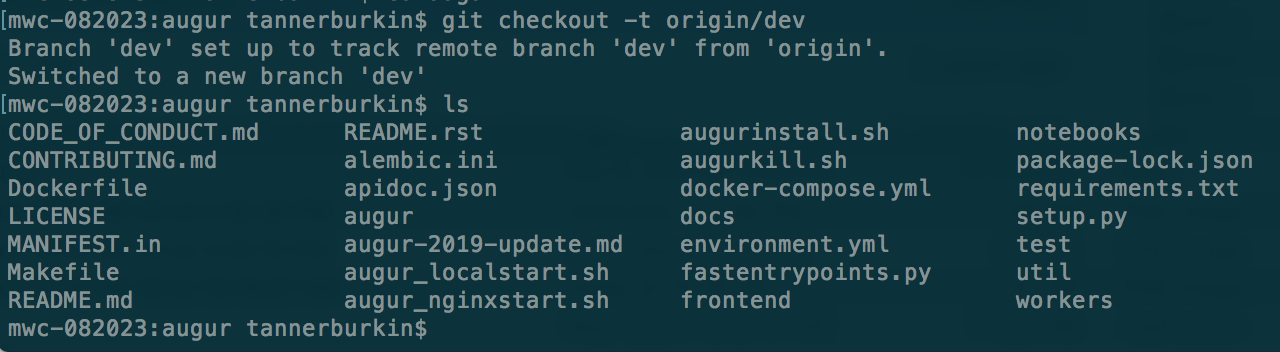 [mwc-082023:augur tannerburkin$ git checkout -t origin/dev
Branch 'dev' set up to track remote branch 'dev' from 'origin'.
Switched to a new branch 'dev'
[mwc-082023:augur tannerburkin$ ls
CODE_OF_CONDUCT.md README.rst augurinstall.sh notebooks
CONTRIBUTING.md alembic.ini augurkill.sh package-lock.json
Dockerfile apidoc.json docker-compose.yml requirements.txt
LICENSE augur docs setup.py
MANIFEST.in augur-2019-update.md environment.yml test
Makefile augur_localstart.sh fastentrypoints.py util
README.md augur_nginxstart.sh frontend workers
mwc-082023:augur tannerburkin$